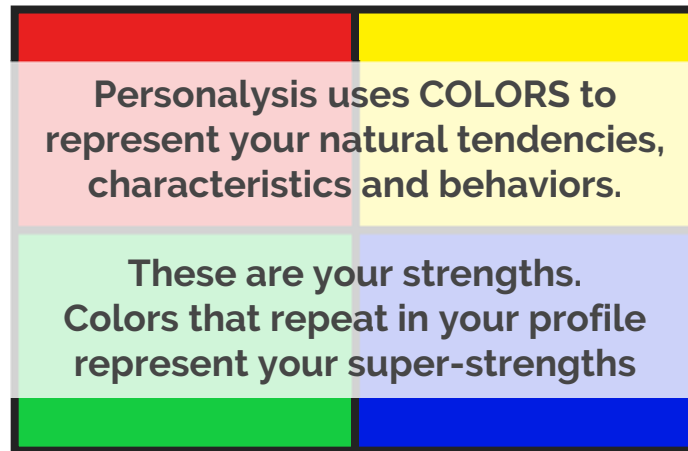 Personalysis uses COLORS to
represent your natural tendencies,
characteristics and behaviors.
These are your strengths.
Colors that repeat in your profile
represent your super-strengths